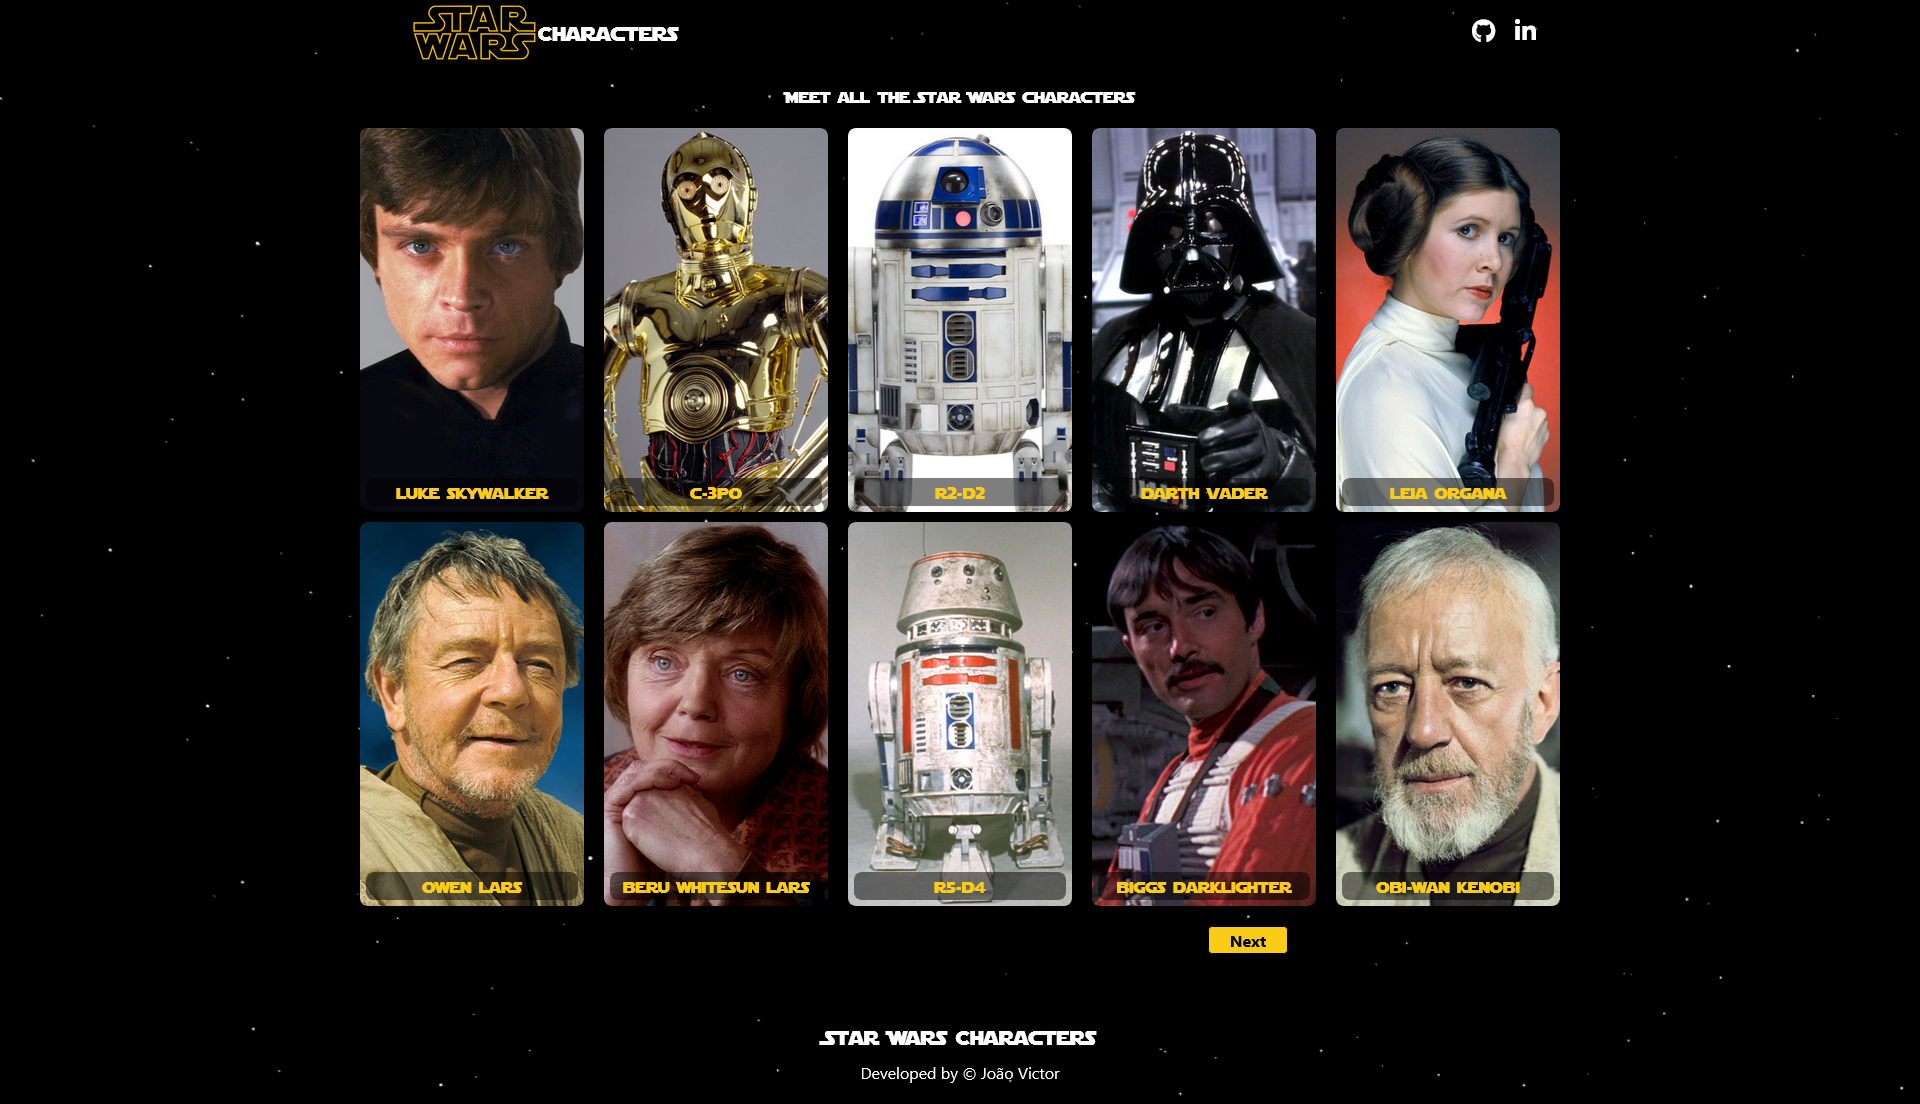 STAR
WARS CHARACTERS
in
MEET ALL THE STAR WARS CHARACTERS
LUKE SKYWALKER
C-3PO
R2-D2
DARTH VADER
LEIA ORGANA
OWEN LARS
BERU WHITESUN LARS
R5-D4
BIGGS DARKLIGHTER
OBI-WAN KENOBI
Next
STAR WARS CHARACTERS
Developed by © João Victor